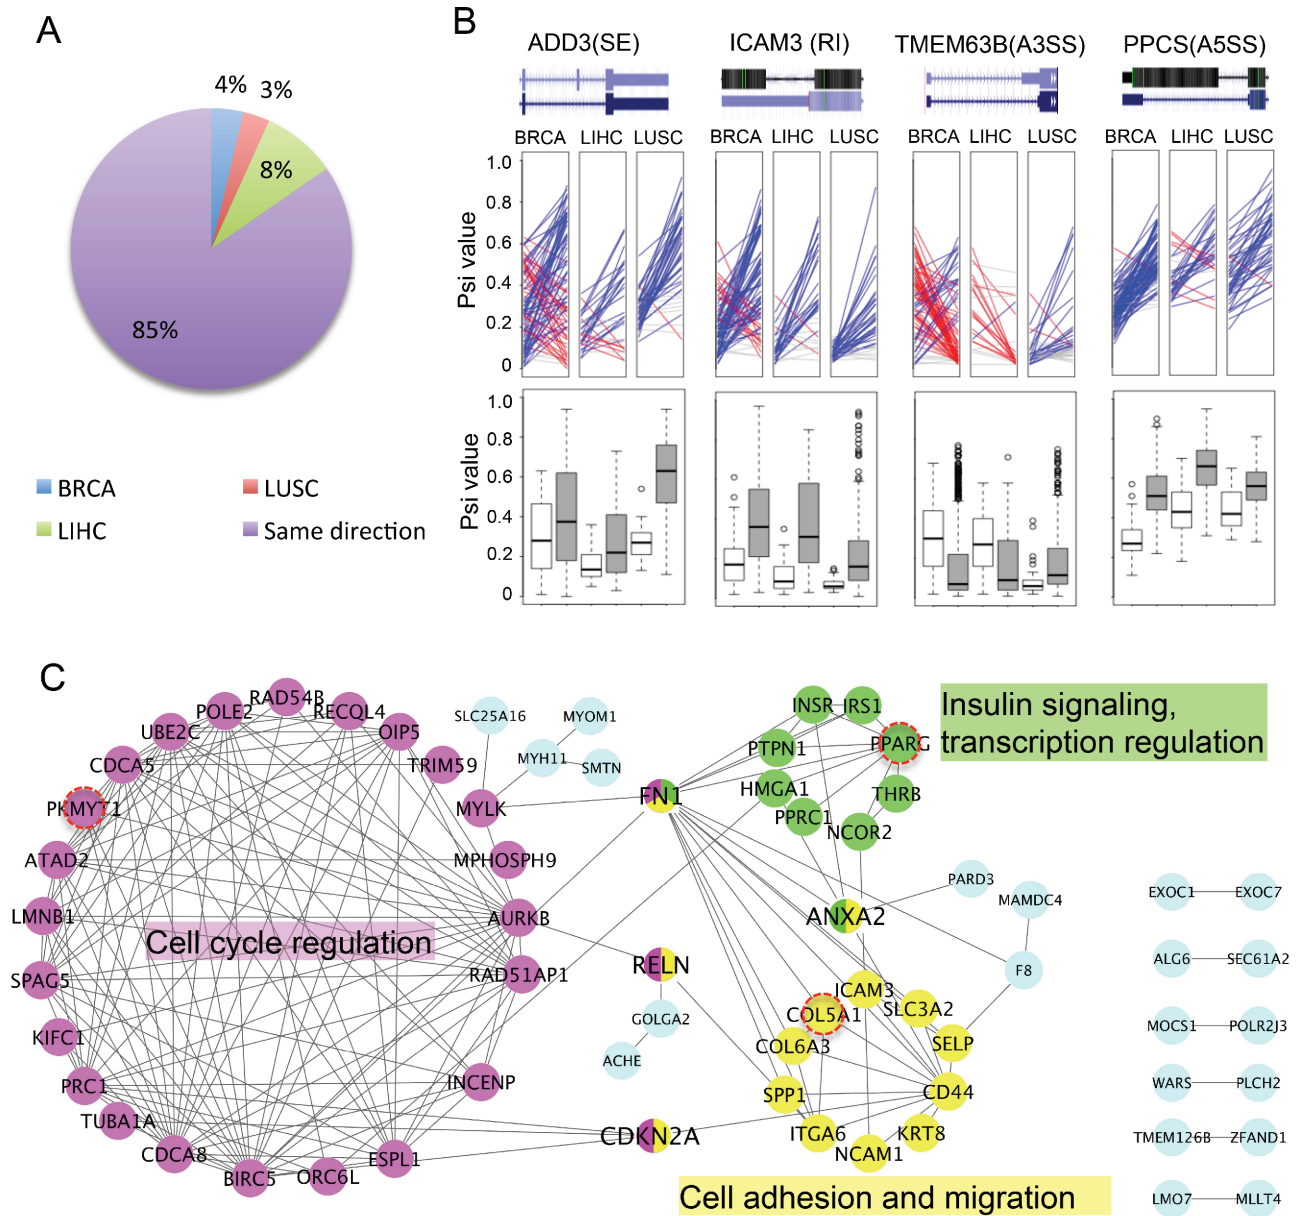 A
4%
3%
8%
85%
BRCA
LUSC
LIHC
Same direction
B
ADD3(SE)
ICAM3 (RI)
TMEM63B(A3SS)
PPCS(A5SS)
BRCA LIHC LUSC
BRCA LIHC LUSC
BRCA LIHC LUSC
BRCA LIHC LUSC
Psi value
1.0
0.8
0.6
0.4
0.2
0
Psi value
1.0
0.8
0.6
0.4
0.2
0
C
RAD54B
POLE2
RECQL4
UBE2C
OIP5
CDCA5
TRIM59
PKMYT1
MYLK
ATAD2
MPHOSPH9
LMNB1
AURKB
Cell cycle regulation
SPAG5
RAD51AP1
KIFC1
PRC1
INCENP
TUBA1A
CDCA8
BIRC5
ORC6L
ESPL1
SLC25A16
MYOM1
MYH11
SMTN
FN1
RELN
GOLGA2
ACHE
CDKN2A
INSR
IRS1
PTPN1
PPARG
HMGA1
THRB
PPRC1
NCOR2
Insulin signaling,
transcription regulation
ANXA2
PARD3
MAMDC4
F8
ICAM3
COL5A1
SLC3A2
COL6A3
SELP
SPP1
CD44
ITGA6
KRT8
NCAM1
Cell adhesion and migration
EXOC1
EXOC7
ALG6
SEC61A2
MOCS1
POLR2J3
WARS
PLCH2
TMEM126B
ZFAND1
LMO7
MLLT4